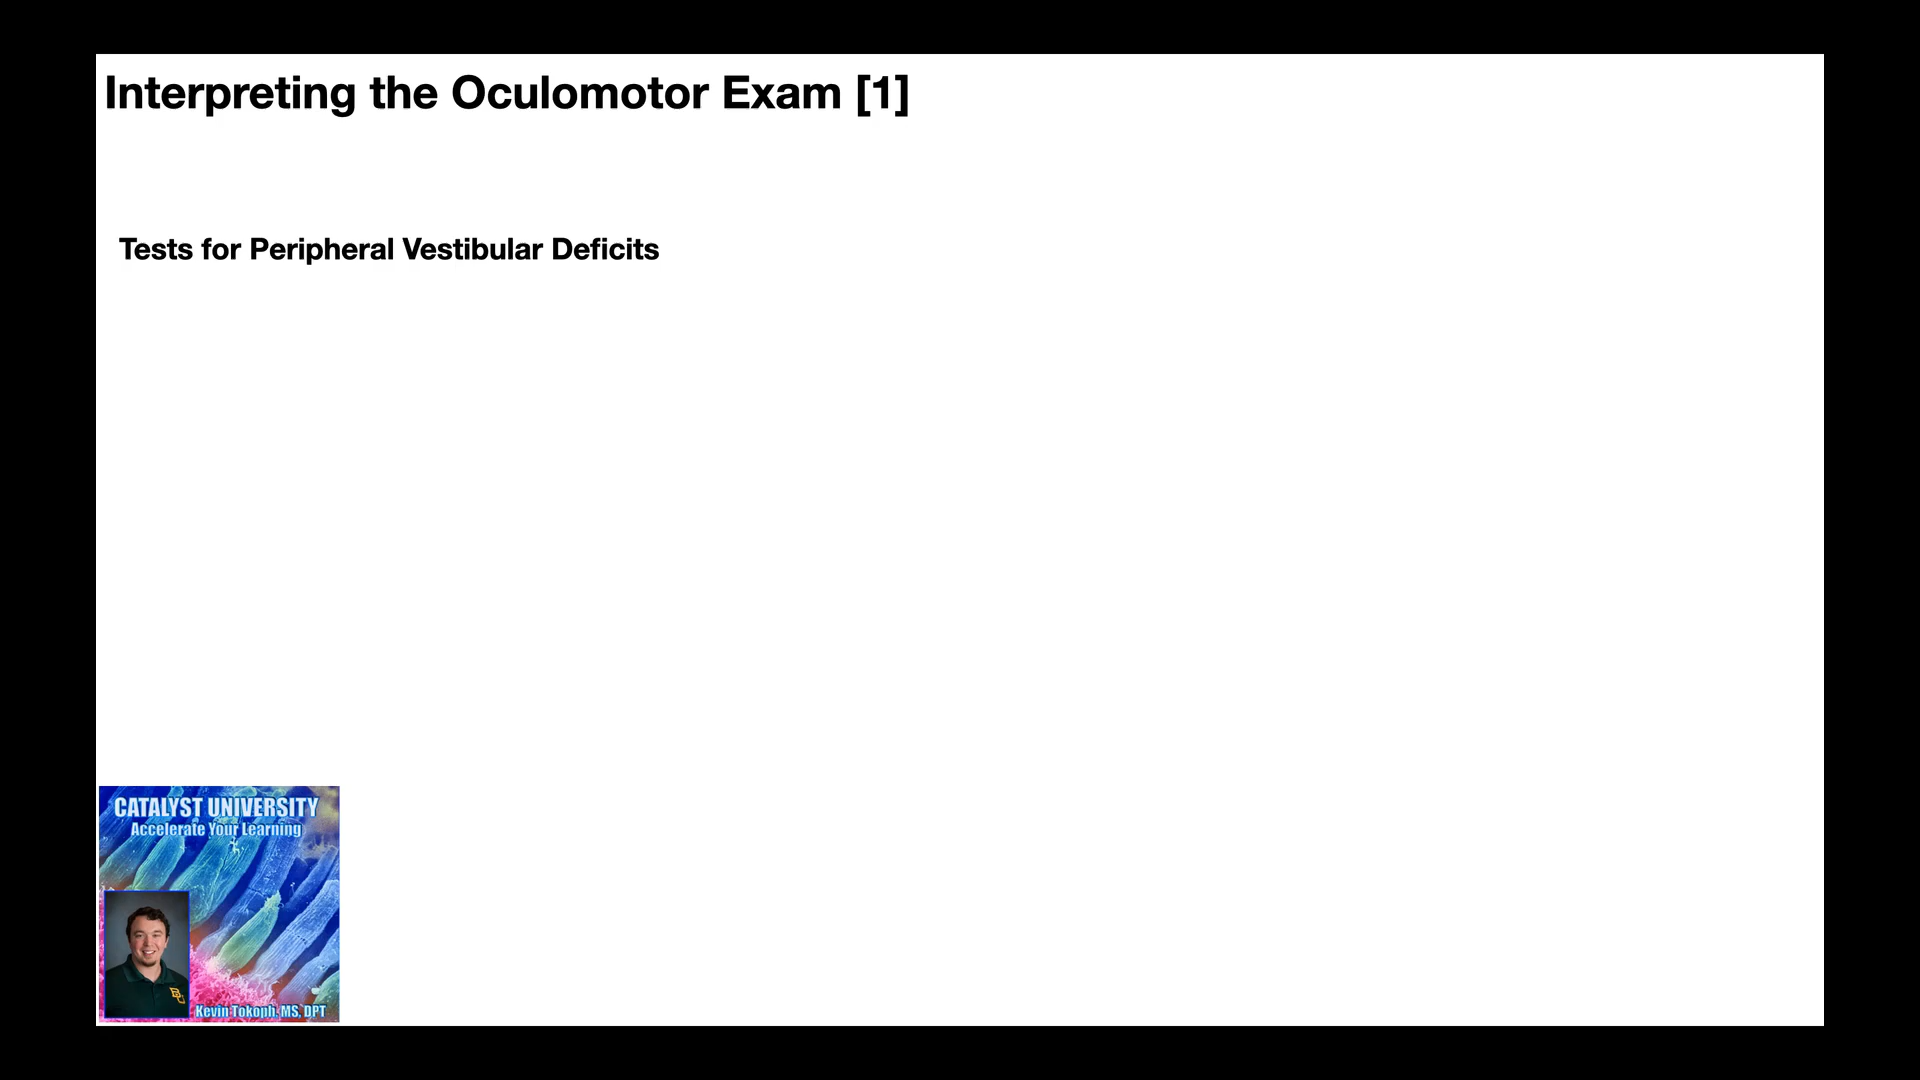 Interpreting the Oculomotor Exam [1]
Tests for Peripheral Vestibular Deficits
CATALYST UNIVERSITY
Accelerate Your Learning
Kevin Tokoph, MS, DPT